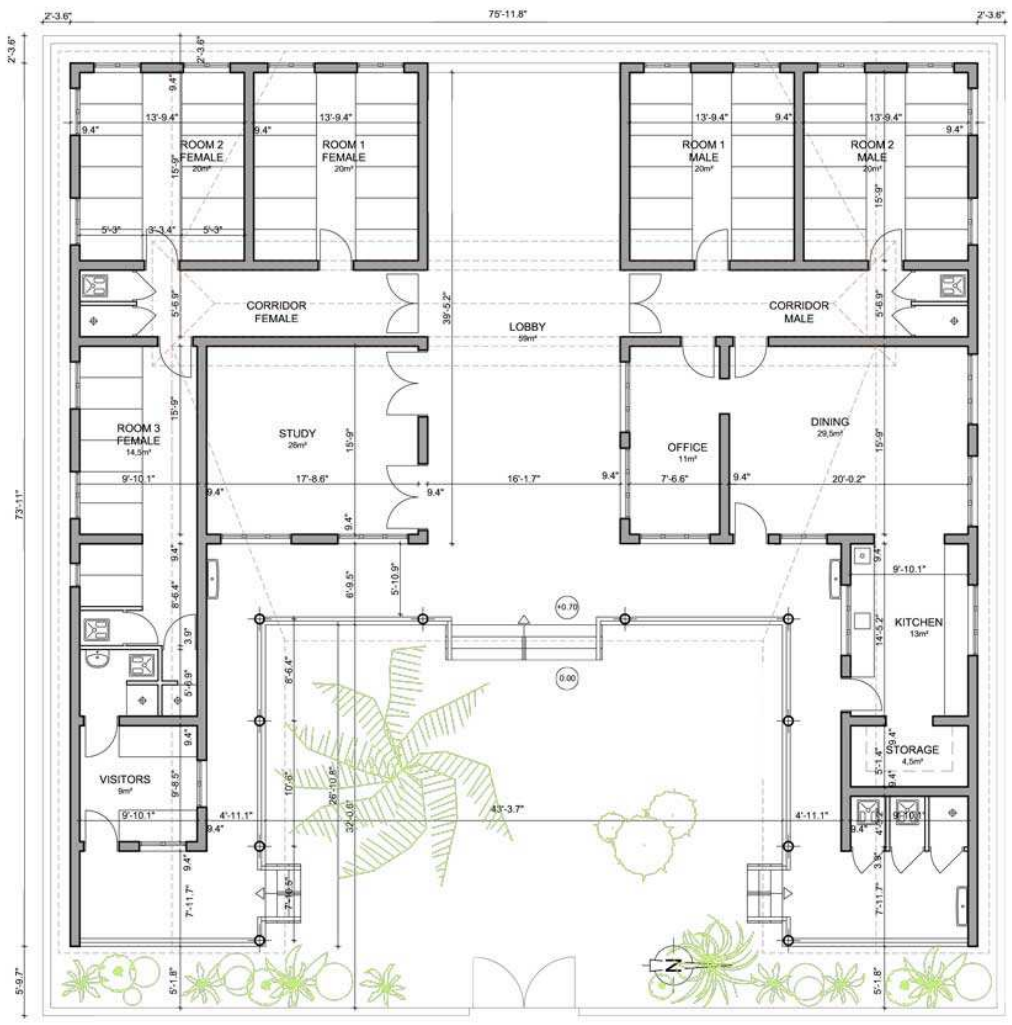 2'-3.6"
75'-11.8"
2'-3.6"
2'-3.6"
2'-3.6"
9.4"
13'-9.4"
9.4"
ROOM 2
FEMALE
20m²
15'-9"
5'-3"
3'-3.4"
5'-3"
13'-9.4"
9.4"
ROOM 1
FEMALE
20m²
13'-9.4"
9.4"
ROOM 1
MALE
20m²
13'-9.4"
9.4"
ROOM 2
MALE
20m²
15'-9"
5'-6.9"
CORRIDOR
FEMALE
39'-5.2"
LOBBY
59m²
CORRIDOR
MALE
5'-6.9"
73'-11"
ROOM 3
FEMALE
14,5m²
15'-9"
9'-10.1"
9.4"
STUDY
26m²
15'-9"
17'-8.6"
9.4"
9.4"
16'-1.7"
9.4"
OFFICE
11m²
7'-6.6"
9.4"
DINING
29,5m²
15'-9"
20'-0.2"
9.4"
8'-6.4"
6'-9.5"
5'-10.9"
+0.70
0.00
9.4"
9'-10.1"
KITCHEN
13m²
14'-5.2"
3.9"
5'-6.9"
8'-6.4"
9.4"
VISITORS
9m²
9'-8.5"
9'-10.1"
9.4"
4'-11.1"
10'-6"
26'-10.8"
32'-0.6"
43'-3.7"
4'-11.1"
9.4"
STORAGE
4,5m²
5'-1.4"
9.4"
9.4"
9'-10.1"
3.9"
9.4"
7'-11.7"
7'-10.5"
7'-11.7"
N
5'-9.7"
5'-1.8"
5'-1.8"